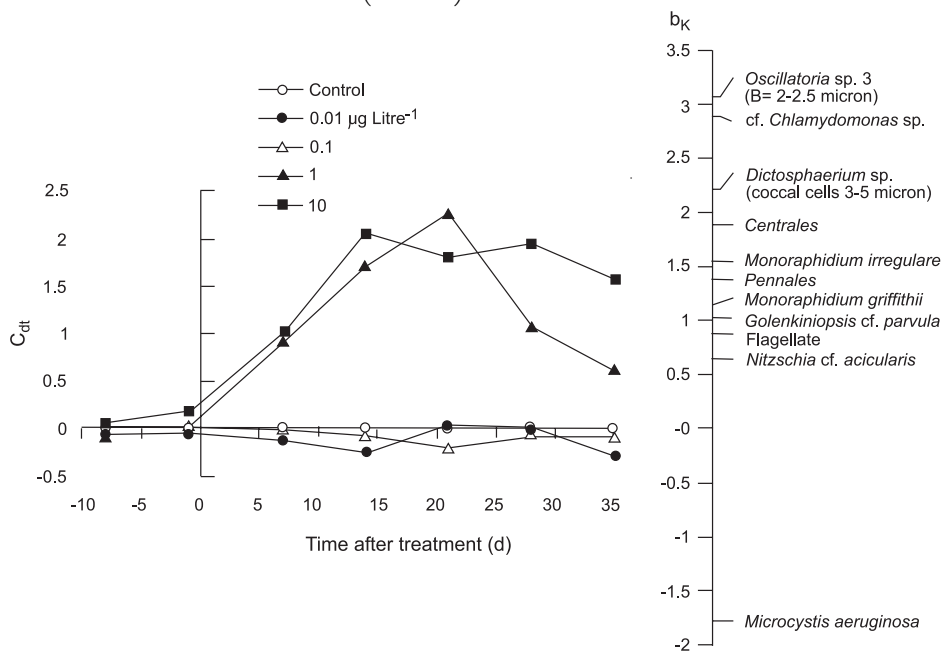 Control
0.01 µg Litre⁻¹
0.1
1
10
C_dt
2.5
2
1.5
1
0.5
0
-0.5
-10 -5 0 5 10 15 20 25 30 35
Time after treatment (d)
b_K
3.5
3
2.5
2
1.5
1
0.5
-0
-0.5
-1
-1.5
-2
Oscillatoria sp. 3
(B= 2-2.5 micron)
cf. Chlamydomonas sp.
Dictosphaerium sp.
(coccal cells 3-5 micron)
Centrales
Monoraphidium irregulare
Pennales
Monoraphidium griffithii
Golenkiniopsis cf. parvula
Flagellate
Nitzschia cf. acicularis
Microcystis aeruginosa